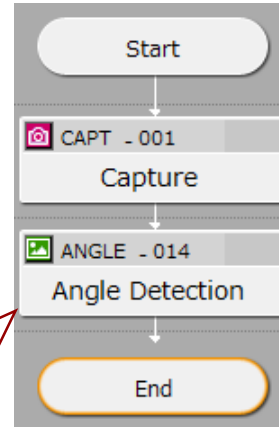 Start
CAPT - 001
Capture
ANGLE - 014
Angle Detection
End